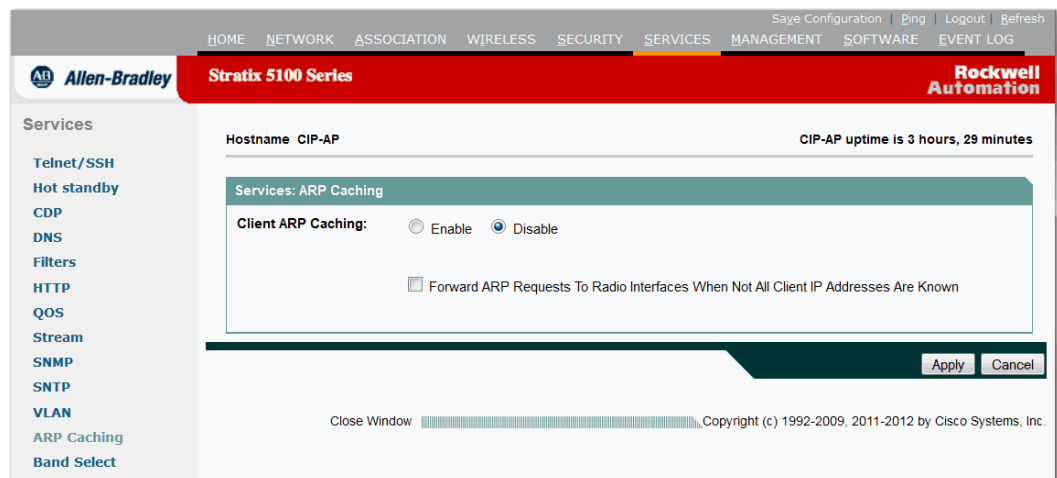 Save Configuration | Ping | Logout | Refresh
HOME NETWORK ASSOCIATION WIRELESS SECURITY SERVICES MANAGEMENT SOFTWARE EVENT LOG
AB Allen-Bradley Stratix 5100 Series Rockwell
Automation
Services
Hostname CIP-AP CIP-AP uptime is 3 hours, 29 minutes
Telnet/SSH
Hot standby
CDP
DNS
Filters
HTTP
QOS
Stream
SNMP
SNTP
VLAN
ARP Caching
Band Select
Services: ARP Caching
Client ARP Caching: Enable Disable
Forward ARP Requests To Radio Interfaces When Not All Client IP Addresses Are Known
Apply Cancel
Close Window Copyright (c) 1992-2009, 2011-2012 by Cisco Systems, Inc.